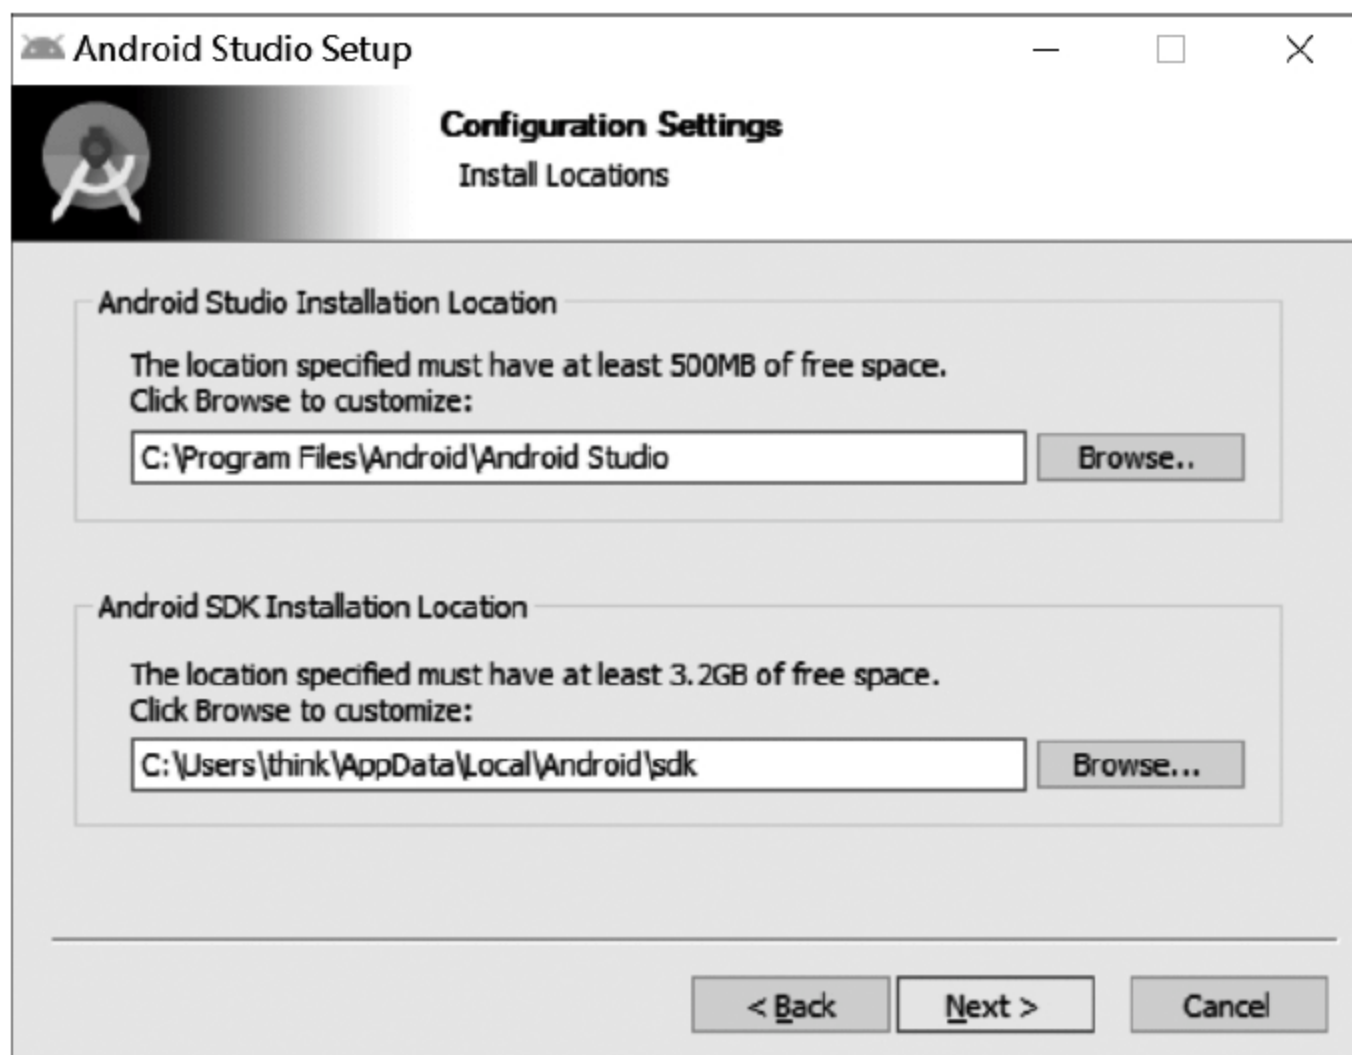 Android Studio Setup
Configuration Settings
Install Locations
Android Studio Installation Location
The location specified must have at least 500MB of free space.
Click Browse to customize:
C:\Program Files\Android\Android Studio
Browse..
Android SDK Installation Location
The location specified must have at least 3.2GB of free space.
Click Browse to customize:
C:\Users\think\AppData\Local\Android\sdk
Browse...
< Back
Next >
Cancel